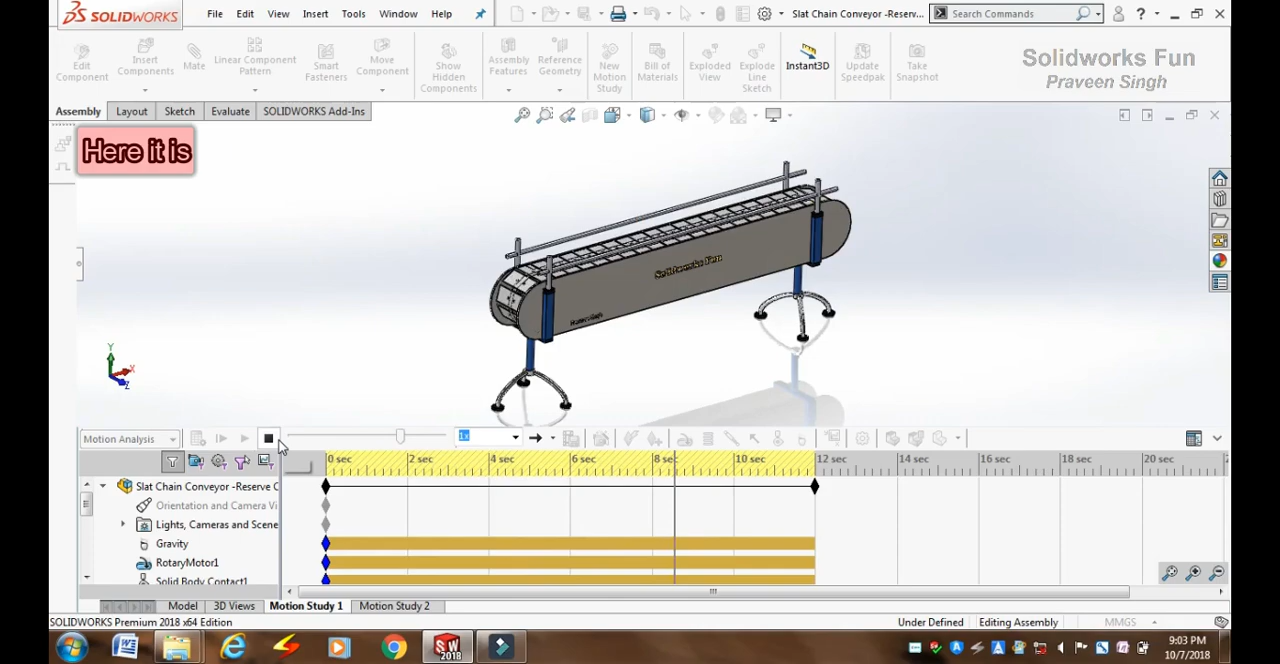 SOLIDWORKS
File Edit View Insert Tools Window Help
Slat Chain Conveyor -Reserv...
Search Commands
Edit Component
Insert Components
Mate
Linear Component Pattern
Smart Fasteners
Move Component
Show Hidden Components
Assembly Features
Reference Geometry
New Motion Study
Bill of Materials
Exploded View
Explode Line Sketch
Instant3D
Update Speedpak
Take Snapshot
Solidworks Fun
Praveen Singh
Assembly Layout Sketch Evaluate SOLIDWORKS Add-Ins
Here it is
Solidworks Fun
Y
X
Z
Motion Analysis
1x
0 sec 2 sec 4 sec 6 sec 8 se 10 sec 12 sec 14 sec 16 sec 18 sec 20 sec
Slat Chain Conveyor -Reserve C
Orientation and Camera Vi
Lights, Cameras and Scene
Gravity
RotaryMotor1
Solid Body Contact1
Model 3D Views Motion Study 1 Motion Study 2
SOLIDWORKS Premium 2018 x64 Edition
Under Defined Editing Assembly MMGS
SW 2018
9:03 PM
10/7/2018